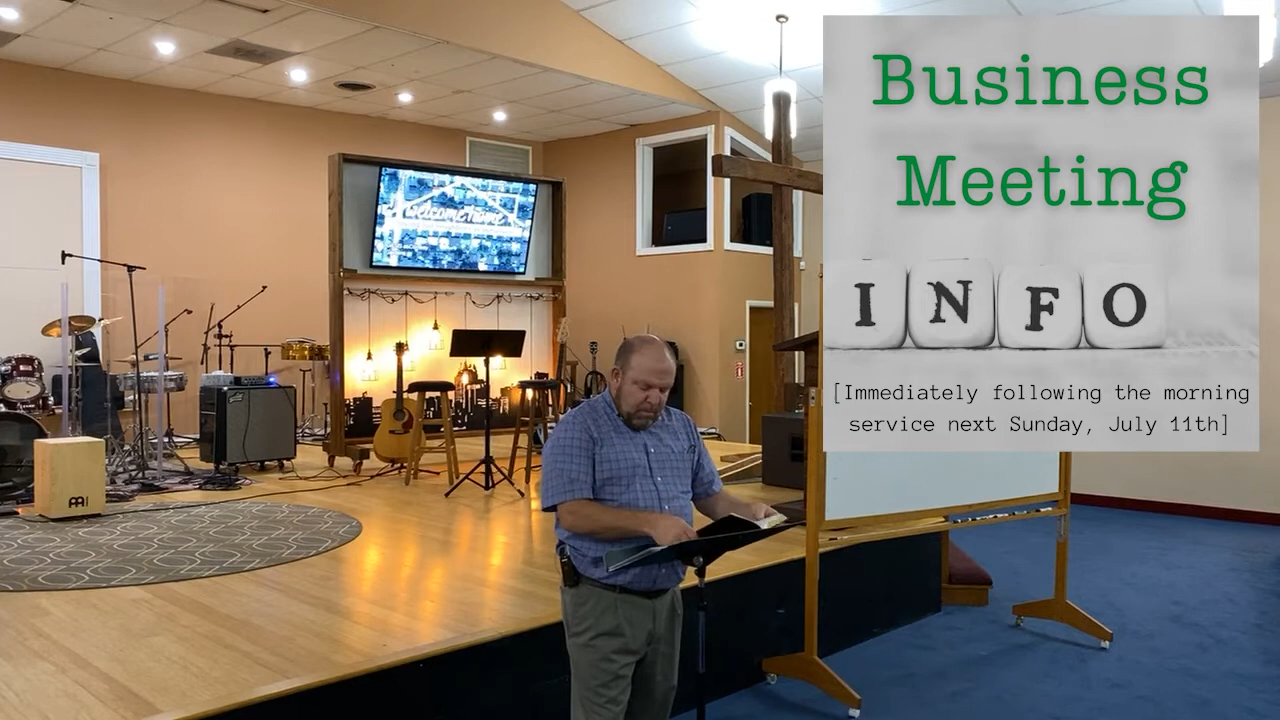 Business
Meeting
INFO
[Immediately following the morning
service next Sunday, July 11th]
welcome home